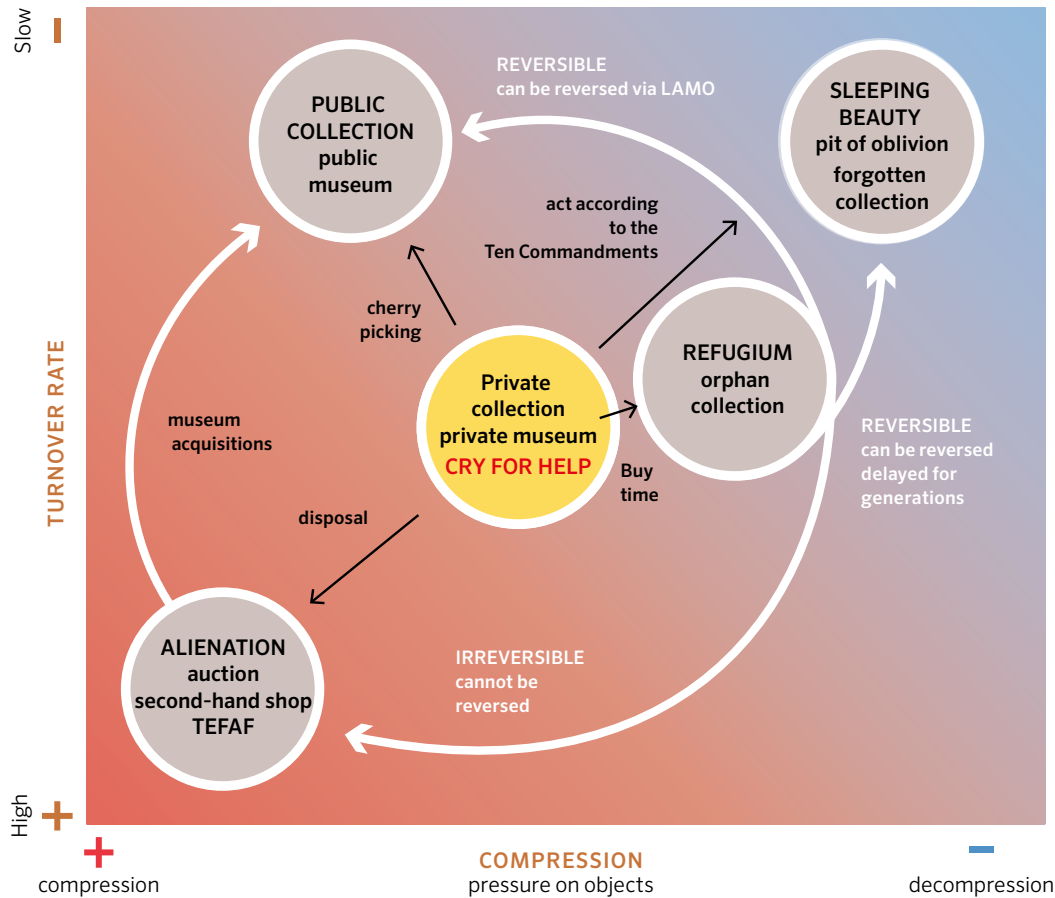 Slow
REVERSIBLE
can be reversed via LAMO
PUBLIC
COLLECTION
public
museum
SLEEPING
BEAUTY
pit of oblivion
forgotten
collection
act according
to the
Ten Commandments
cherry
picking
REFUGIUM
orphan
collection
Private
collection
private museum
CRY FOR HELP
TURNOVER RATE
museum
acquisitions
Buy
time
REVERSIBLE
can be reversed
delayed for
generations
disposal
ALIENATION
auction
second-hand shop
TEFAF
IRREVERSIBLE
cannot be
reversed
High
COMPRESSION
compression
pressure on objects
decompression